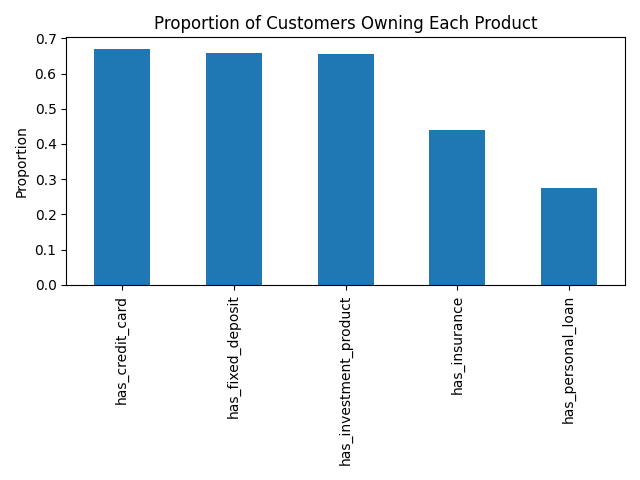 Proportion of Customers Owning Each Product
Proportion
0.7
0.6
0.5
0.4
0.3
0.2
0.1
0.0
has_credit_card
has_fixed_deposit
has_investment_product
has_insurance
has_personal_loan